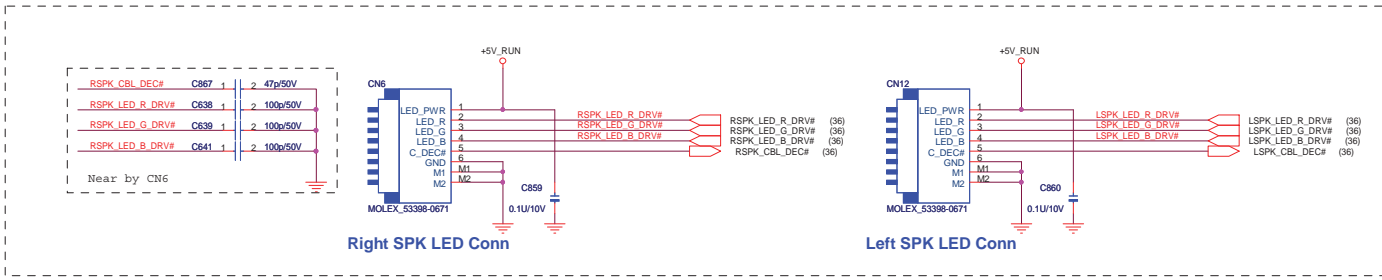 +5V_RUN
+5V_RUN
RSPK_CBL_DEC# C867 1 2 47p/50V
RSPK_LED_R_DRV# C638 1 2 100p/50V
RSPK_LED_G_DRV# C639 1 2 100p/50V
RSPK_LED_B_DRV# C641 1 2 100p/50V
Near by CN6
CN6
LED_PWR 1
LED_R 2 RSPK_LED_R_DRV# RSPK_LED_R_DRV# (36)
LED_G 3 RSPK_LED_G_DRV# RSPK_LED_G_DRV# (36)
LED_B 4 RSPK_LED_B_DRV# RSPK_LED_B_DRV# (36)
C_DEC# 5 RSPK_CBL_DEC# (36)
GND 6
M1 M1
M2 M2
C859
MOLEX_53398-0671 0.1U/10V
Right SPK LED Conn
CN12
LED_PWR 1
LED_R 2 LSPK_LED_R_DRV# LSPK_LED_R_DRV# (36)
LED_G 3 LSPK_LED_G_DRV# LSPK_LED_G_DRV# (36)
LED_B 4 LSPK_LED_B_DRV# LSPK_LED_B_DRV# (36)
C_DEC# 5 LSPK_CBL_DEC# (36)
GND 6
M1 M1
M2 M2
C860
MOLEX_53398-0671 0.1U/10V
Left SPK LED Conn